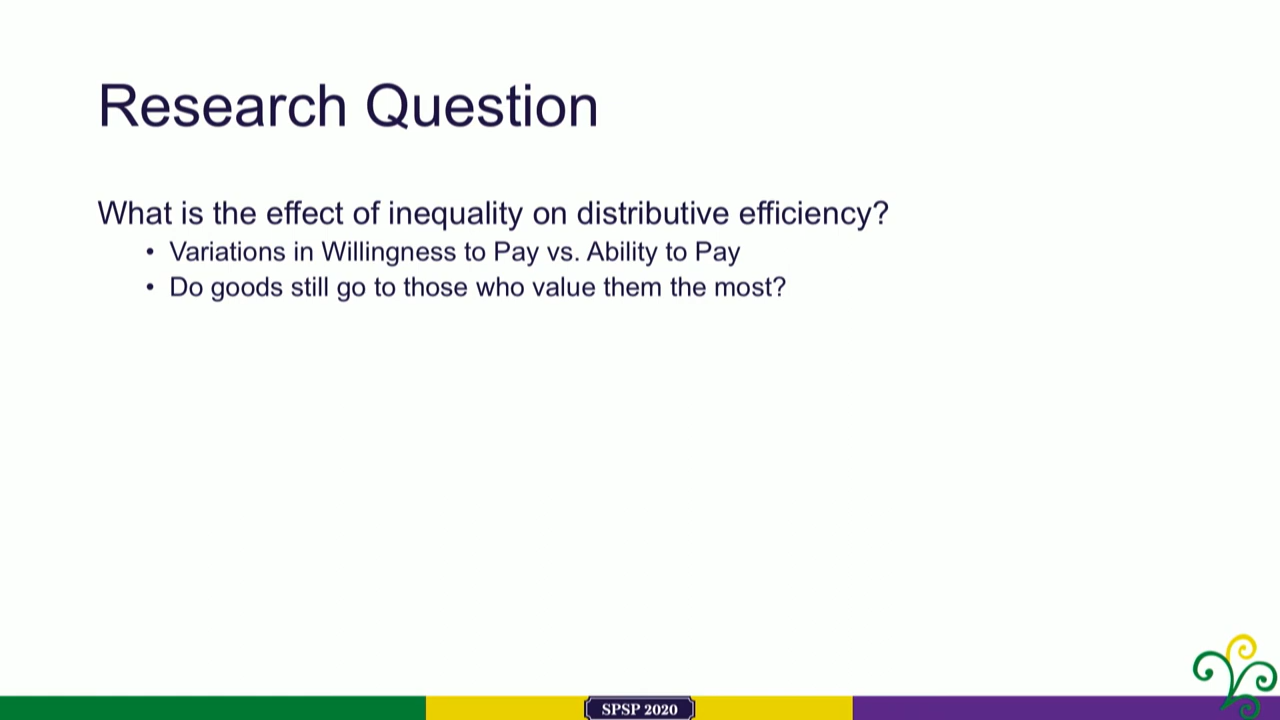 Research Question
What is the effect of inequality on distributive efficiency?
• Variations in Willingness to Pay vs. Ability to Pay
• Do goods still go to those who value them the most?
SPSP 2020